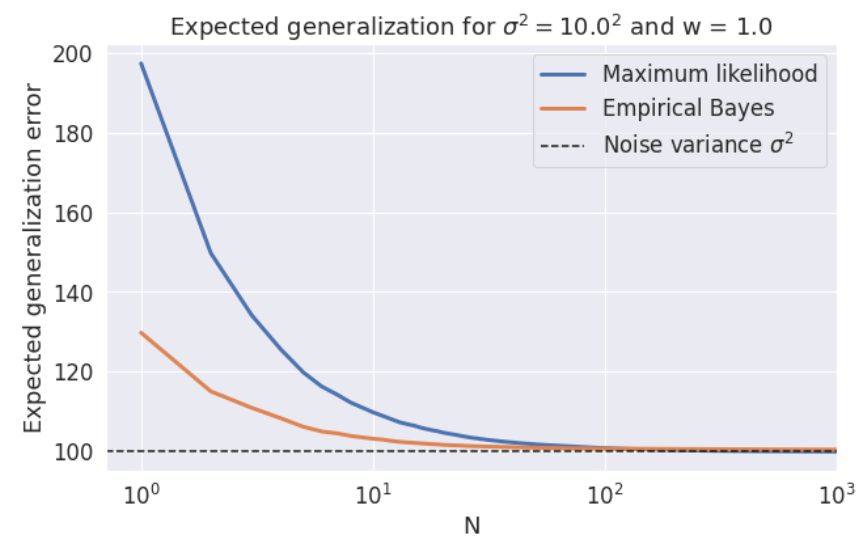 Expected generalization for σ² = 10.0² and w = 1.0
Expected generalization error
200
180
160
140
120
100
Maximum likelihood
Empirical Bayes
Noise variance σ²
10⁰
10¹
10²
10³
N